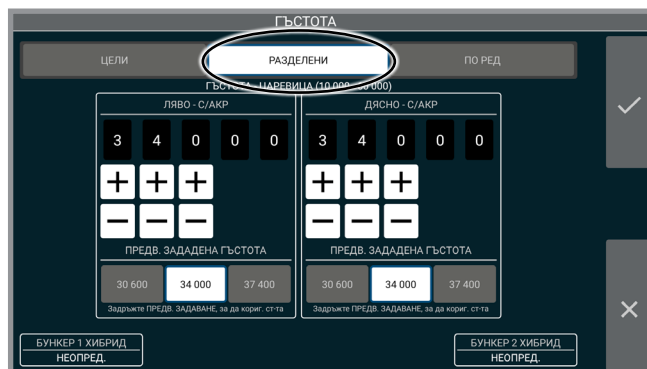 ГЪСТОТА
ЦЕЛИ
РАЗДЕЛЕНИ
ПО РЕД
ГЪСТОТА - ЦАРЕВИЦА (10 000 - 000)
ЛЯВО - С/АКР
ДЯСНО - С/АКР
3 4 0 0 0
3 4 0 0 0
+ + +
+ + +
− − −
− − −
ПРЕДВ. ЗАДАДЕНА ГЪСТОТА
ПРЕДВ. ЗАДАДЕНА ГЪСТОТА
30 600
34 000
37 400
30 600
34 000
37 400
Задръжте ПРЕДВ. ЗАДАВАНЕ, за да кориг. ст-та
Задръжте ПРЕДВ. ЗАДАВАНЕ, за да кориг. ст-та
БУНКЕР 1 ХИБРИД
НЕОПРЕД.
БУНКЕР 2 ХИБРИД
НЕОПРЕД.